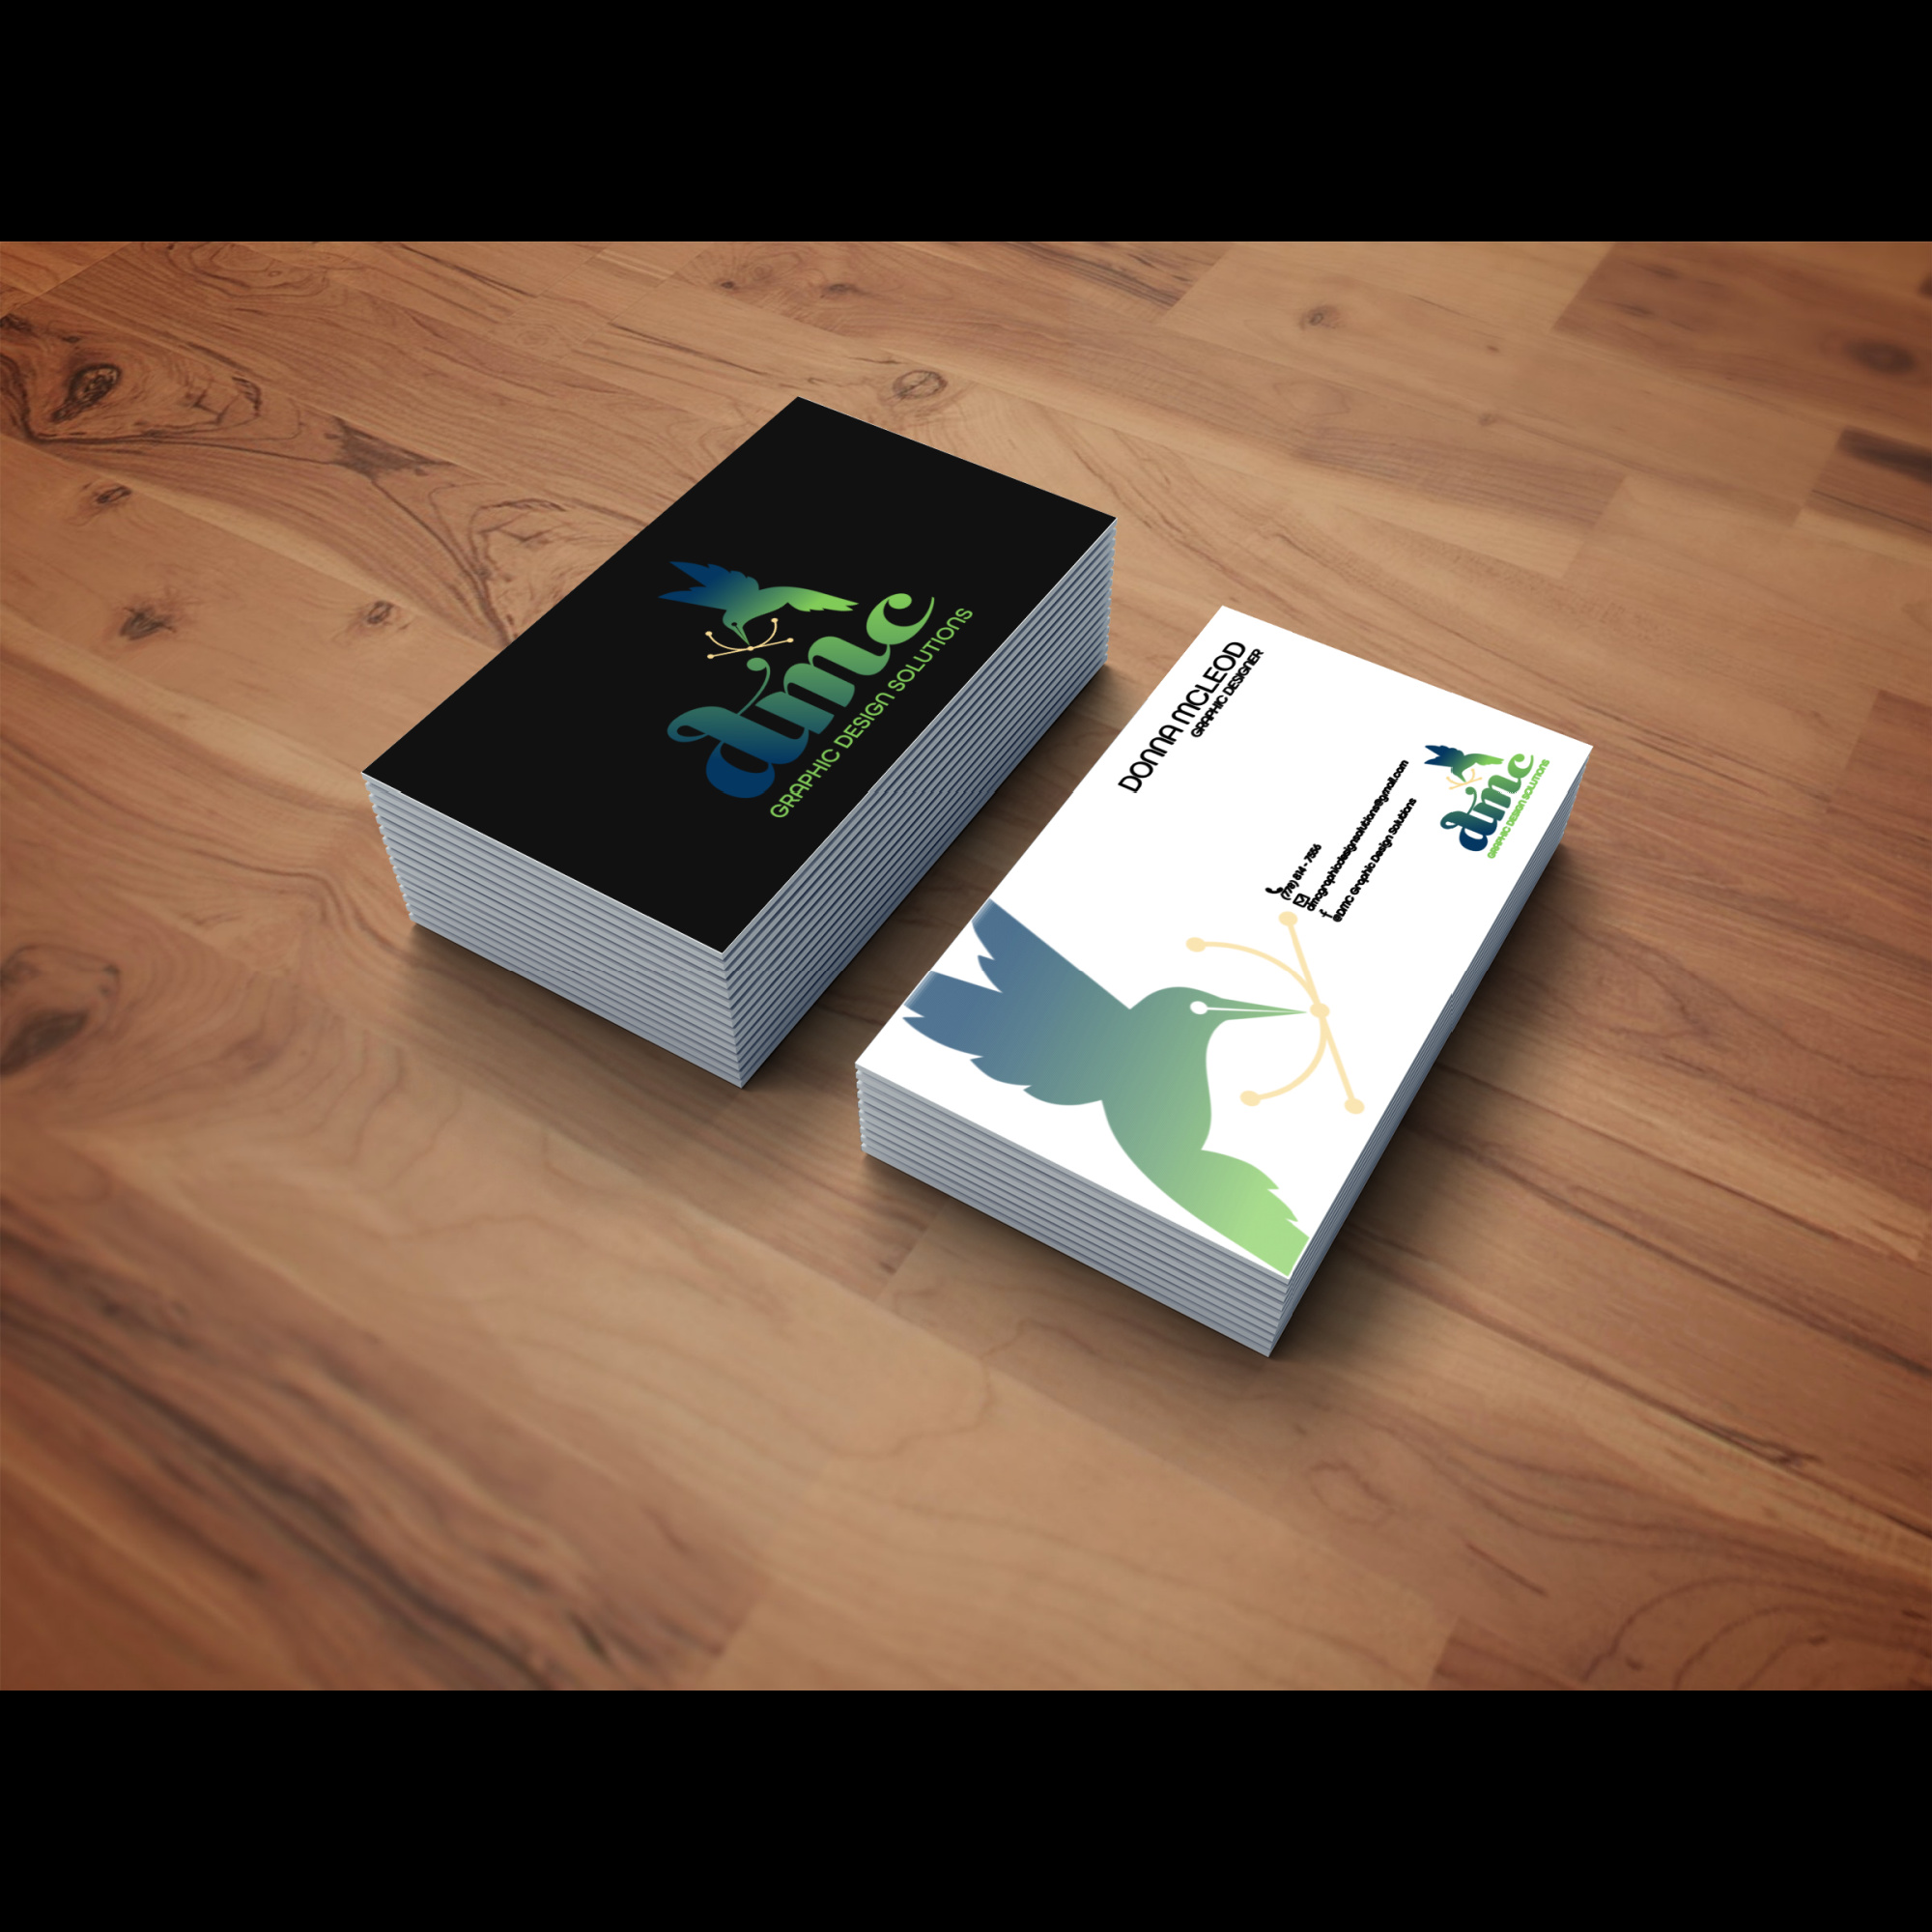 dmc
GRAPHIC DESIGN SOLUTIONS
DONNA MCLEOD
GRAPHIC DESIGNER
(778) 814 - 7556
dmcgraphicdesignsolutions@gmail.com
@DMC Graphic Design Solutions
dmc
GRAPHIC DESIGN SOLUTIONS